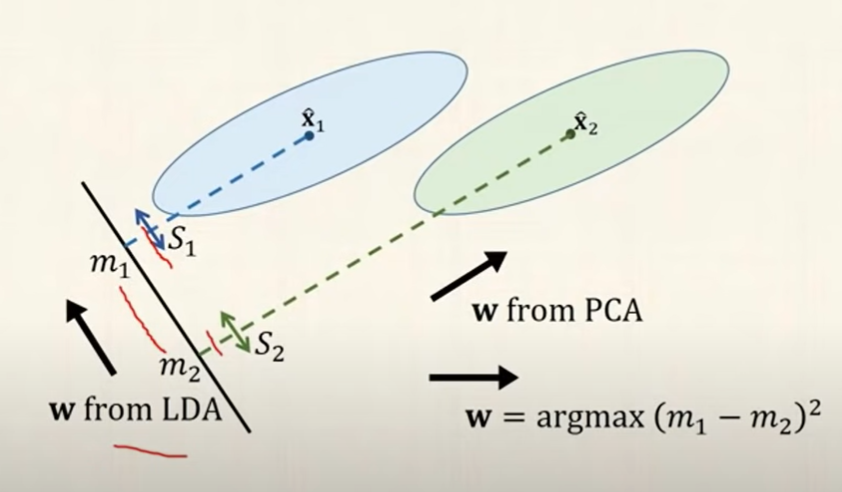 x̂₁
x̂₂
S₁
m₁
S₂
m₂
w from PCA
w from LDA
w = argmax (m₁ − m₂)²